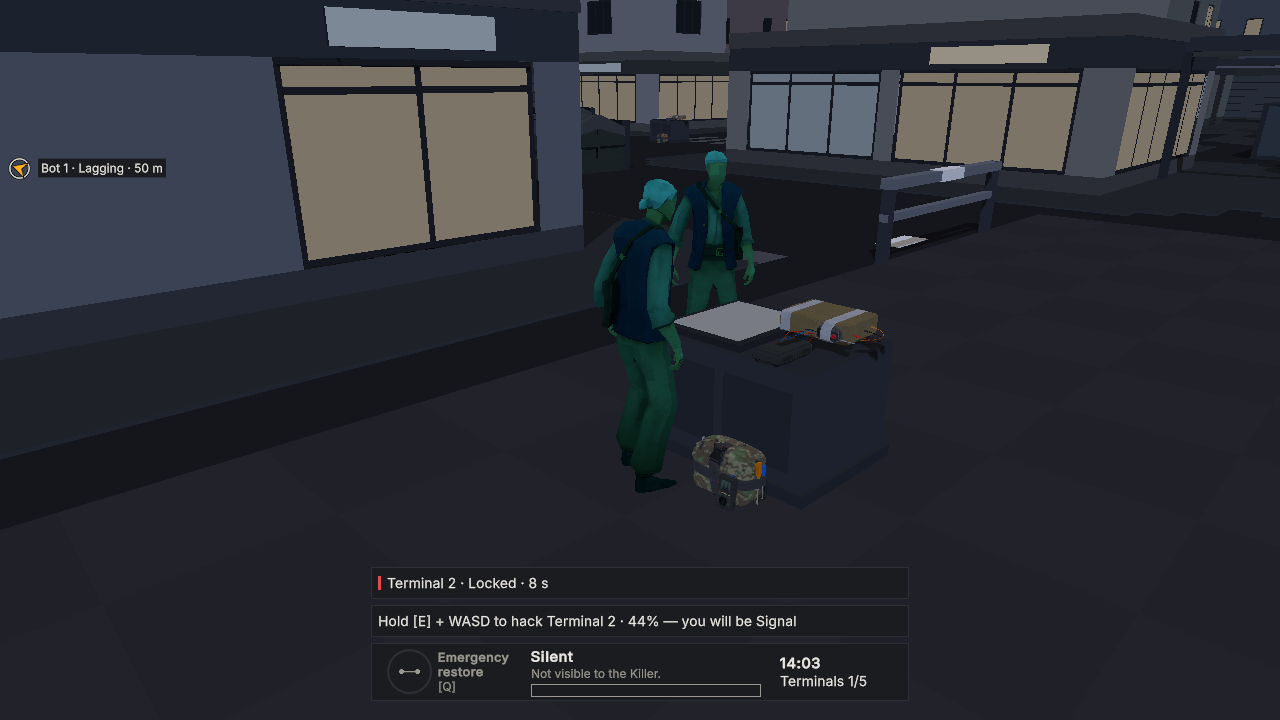 Bot 1 · Lagging · 50 m
Terminal 2 · Locked · 8 s
Hold [E] + WASD to hack Terminal 2 · 44% — you will be Signal
Emergency
restore
[Q]
Silent
Not visible to the Killer.
14:03
Terminals 1/5